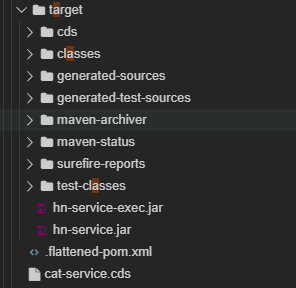 target
cds
classes
generated-sources
generated-test-sources
maven-archiver
maven-status
surefire-reports
test-classes
hn-service-exec.jar
hn-service.jar
.flattened-pom.xml
cat-service.cds